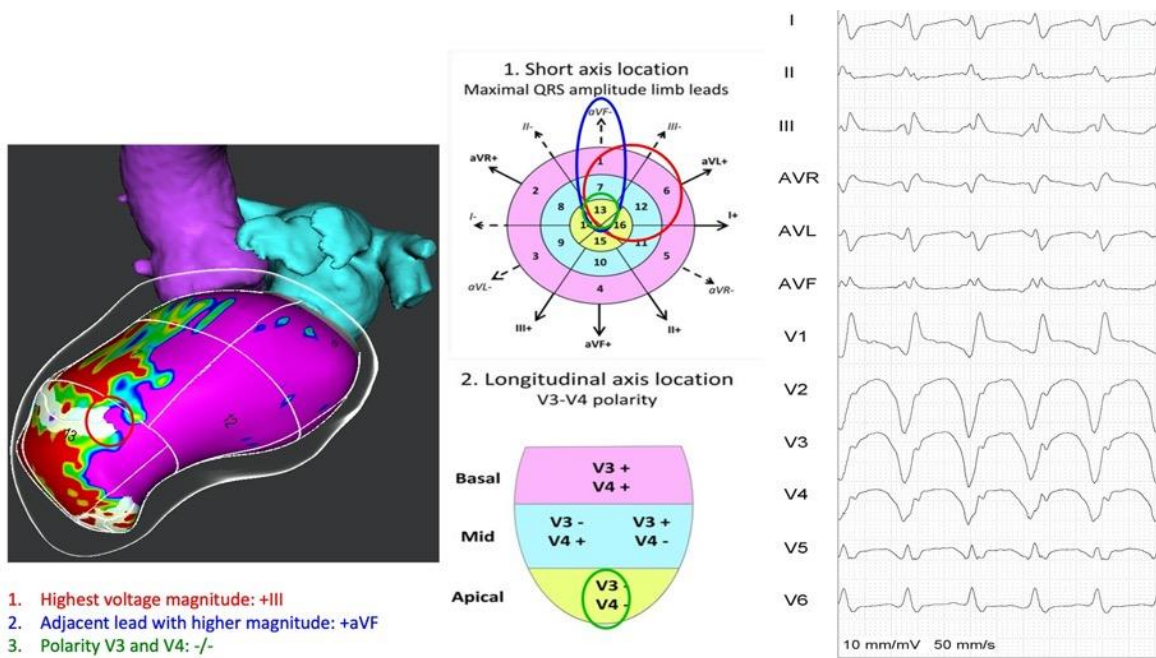 1. Short axis location
Maximal QRS amplitude limb leads
aVF-
II-
III-
aVR+
aVL+
1
2
6
7
8
12
13
I-
I+
16
9
15
11
3
5
10
aVL-
aVR-
4
III+
II+
aVF+
2. Longitudinal axis location
V3-V4 polarity
Basal
V3 +
V4 +
Mid
V3 -
V4 +
V3 +
V4 -
Apical
V3 -
V4 -
13
1. Highest voltage magnitude: +III
2. Adjacent lead with higher magnitude: +aVF
3. Polarity V3 and V4: -/-
I
II
III
AVR
AVL
AVF
V1
V2
V3
V4
V5
V6
10 mm/mV 50 mm/s